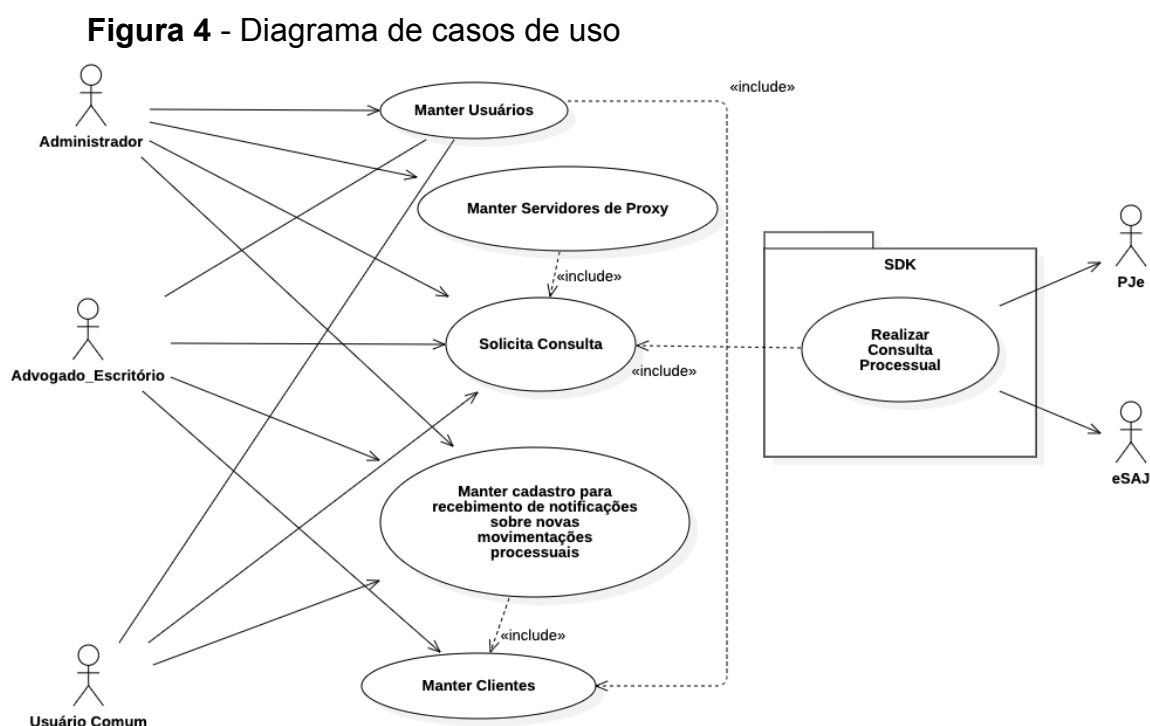 Figura 4 - Diagrama de casos de uso
«include»
Manter Usuários
Administrador
Manter Servidores de Proxy
SDK
«include»
PJe
Solicita Consulta
Realizar
Consulta
Processual
«include»
Advogado_Escritório
Manter cadastro para
recebimento de notificações
sobre novas
movimentações
processuais
eSAJ
«include»
Manter Clientes
Usuário Comum